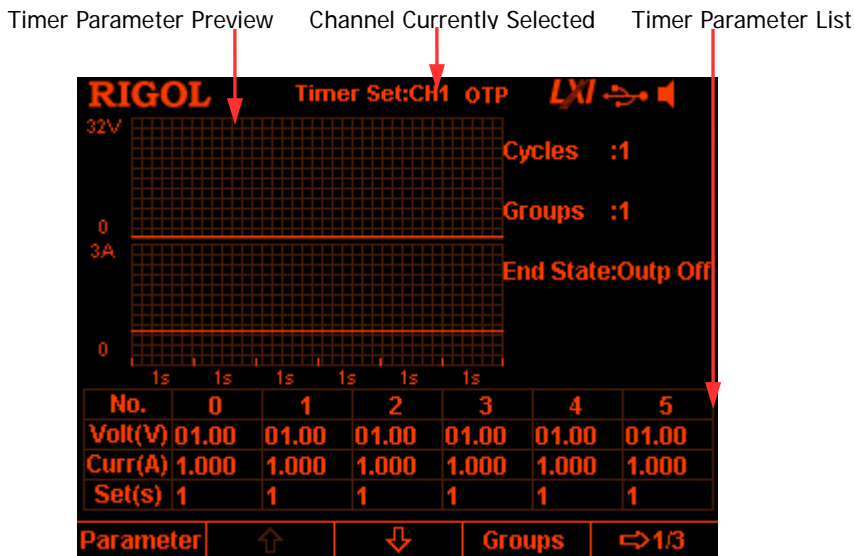 Timer Parameter Preview Channel Currently Selected Timer Parameter List
RIGOL Timer Set:CH1 OTP LXI
32V
Cycles :1
Groups :1
0
3A
End State:Outp Off
0
1s 1s 1s 1s 1s 1s
No. 0 1 2 3 4 5
Volt(V) 01.00 01.00 01.00 01.00 01.00 01.00
Curr(A) 1.000 1.000 1.000 1.000 1.000 1.000
Set(s) 1 1 1 1 1 1
Parameter Groups 1/3